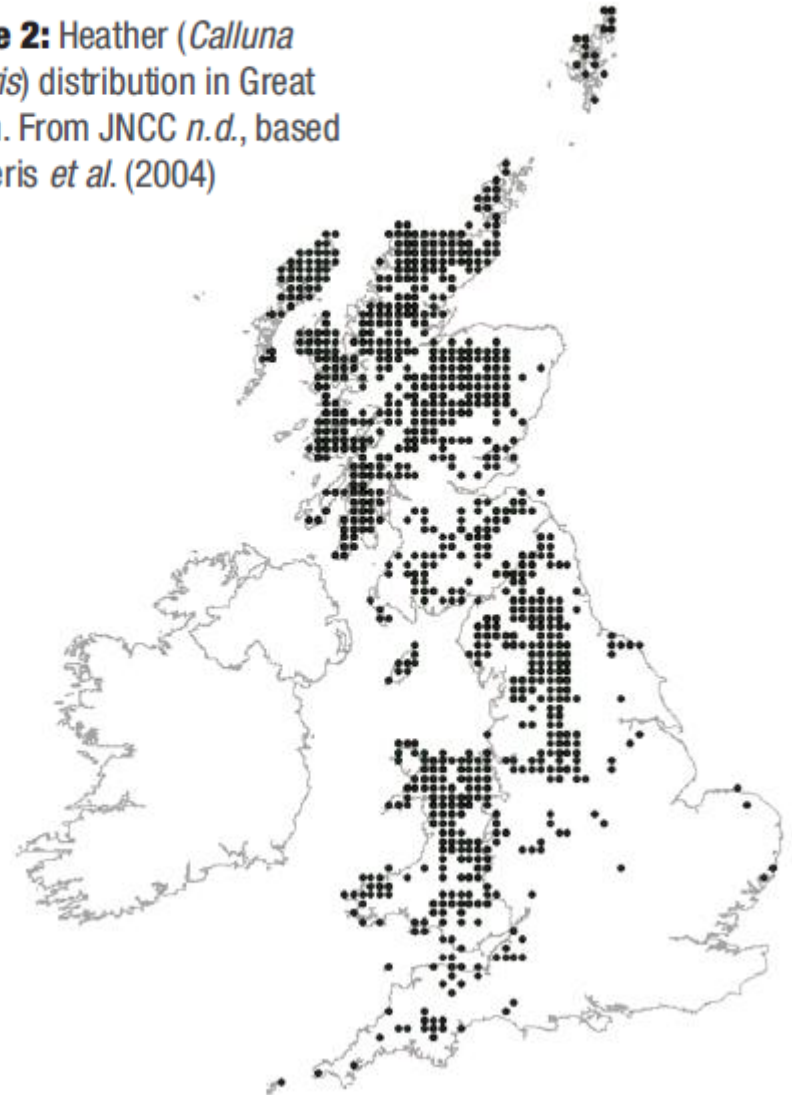 e 2: Heather (Calluna
is) distribution in Great
. From JNCC n.d., based
eris et al. (2004)